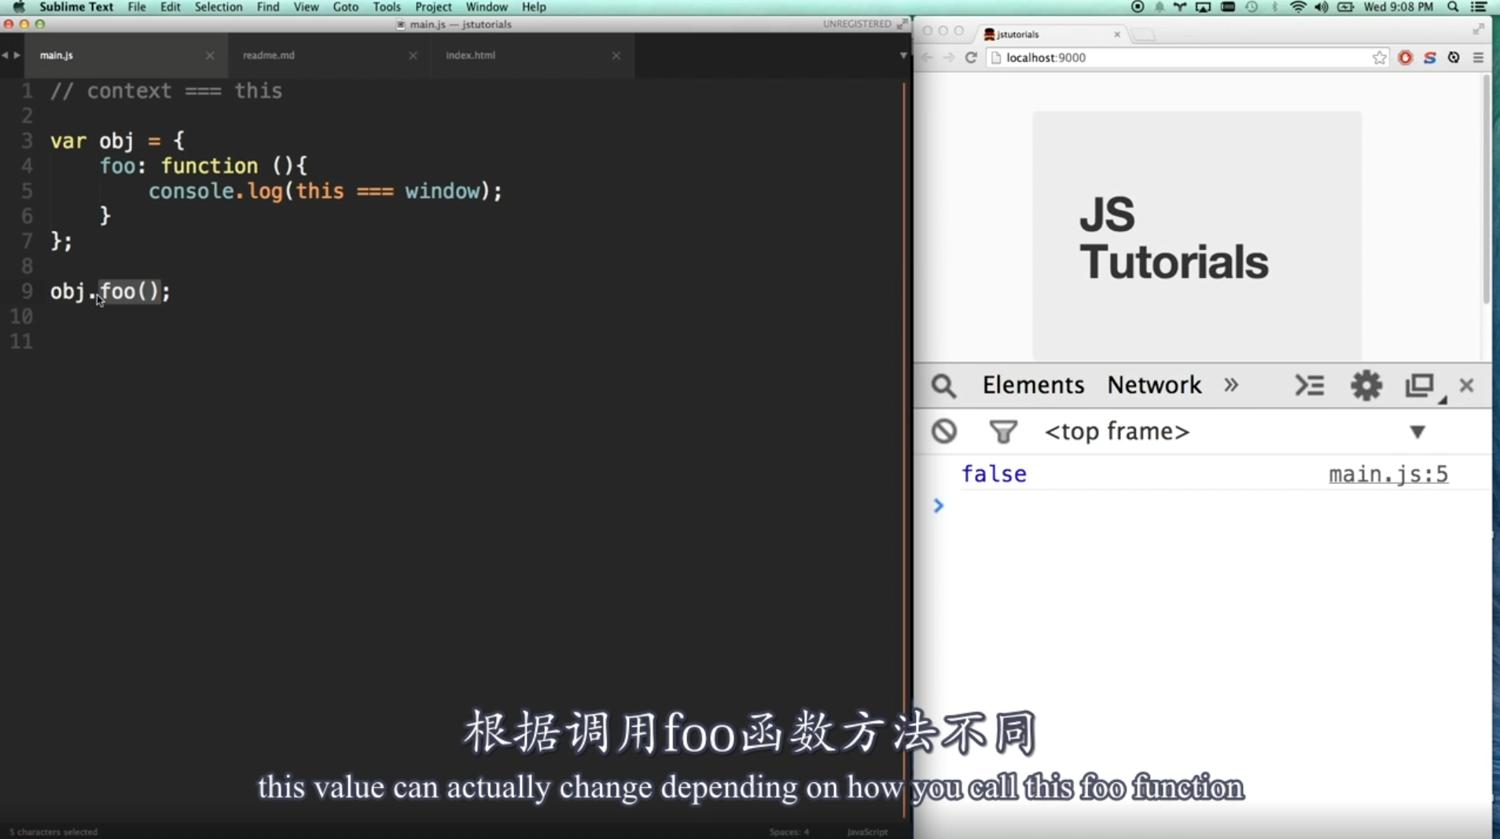 Sublime Text File Edit Selection Find View Goto Tools Project Window Help Wed 9:08 PM
main.js — jstutorials UNREGISTERED
main.js readme.md index.html
1 // context === this
2
3 var obj = {
4 foo: function (){
5 console.log(this === window);
6 }
7 };
8
9 obj.foo();
10
11
jstutorials
localhost:9000
JS
Tutorials
Elements Network »
<top frame>
false main.js:5
根据调用foo函数方法不同
this value can actually change depending on how you call this foo function
5 characters selected Spaces: 4 JavaScript